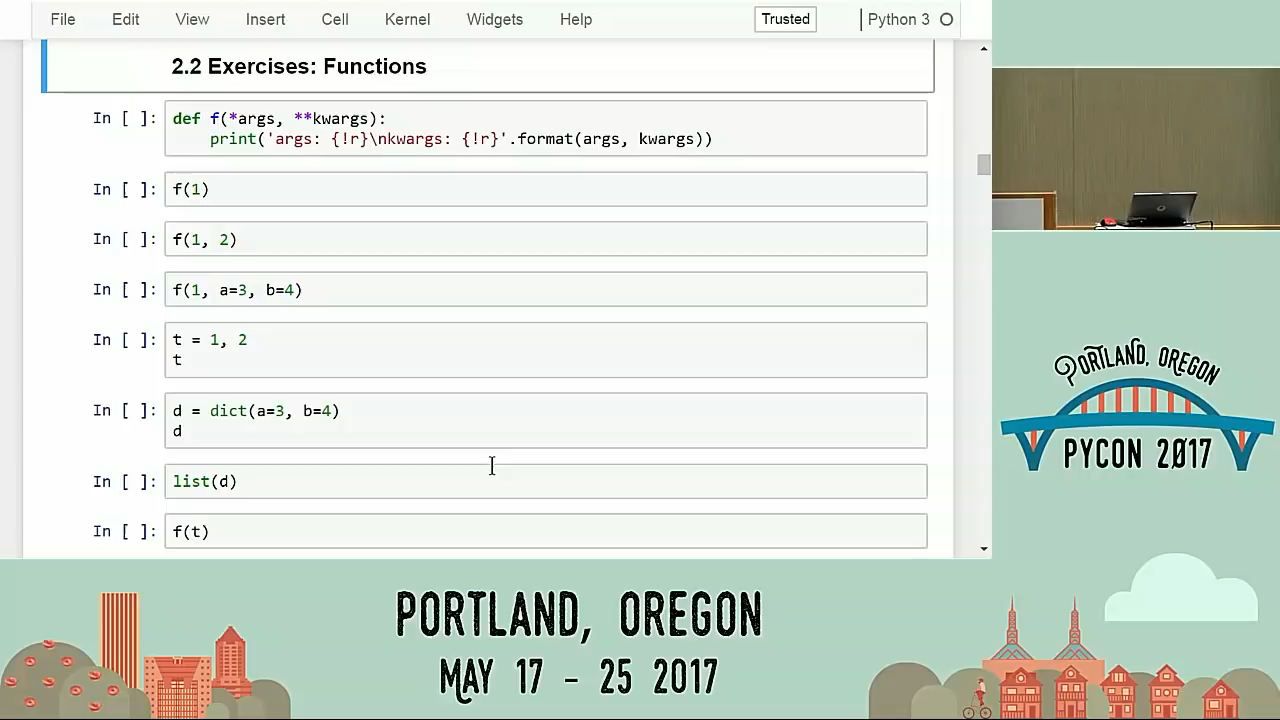 File Edit View Insert Cell Kernel Widgets Help Trusted Python 3
2.2 Exercises: Functions
In [ ]: def f(*args, **kwargs):
print('args: {!r}\nkwargs: {!r}'.format(args, kwargs))
In [ ]: f(1)
In [ ]: f(1, 2)
In [ ]: f(1, a=3, b=4)
In [ ]: t = 1, 2
t
In [ ]: d = dict(a=3, b=4)
d
In [ ]: list(d)
In [ ]: f(t)
PORTLAND, OREGON
PYCON 2017
PORTLAND, OREGON
MAY 17 - 25 2017